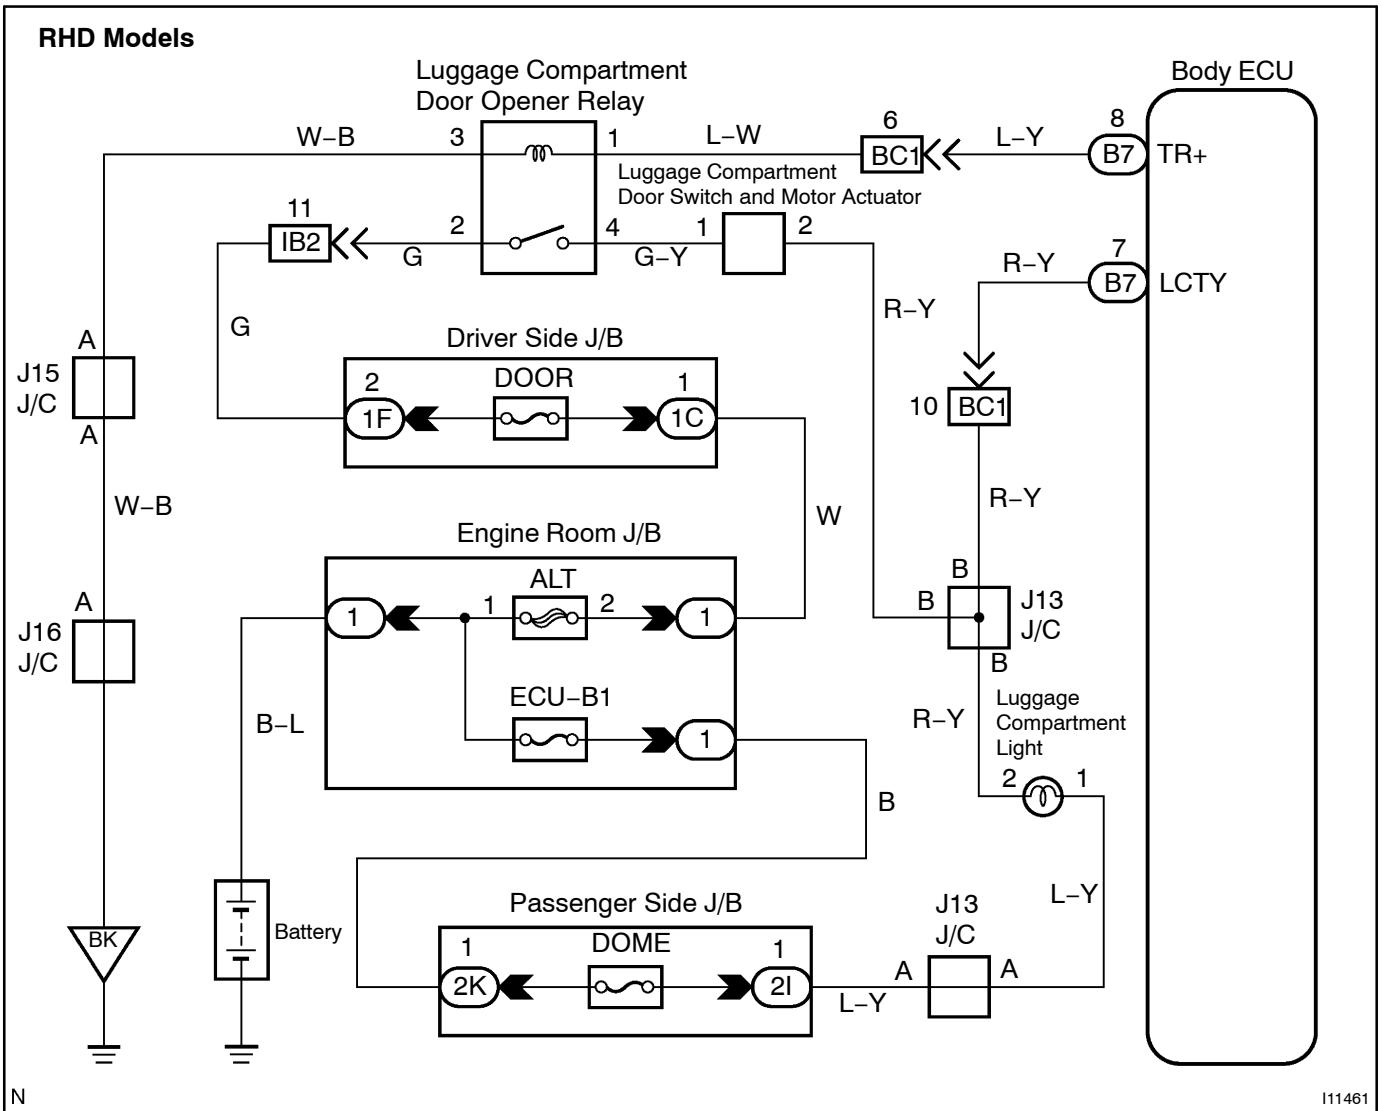 RHD Models
Luggage Compartment
Door Opener Relay
Body ECU
W–B
3
1
L–W
6
BC1
L–Y
8
B7
TR+
Luggage Compartment
Door Switch and Motor Actuator
11
IB2
G
2
4
G–Y
1
2
R–Y
7
B7
LCTY
R–Y
G
A
J15
J/C
A
Driver Side J/B
2
DOOR
1
1F
1C
10
BC1
W–B
W
R–Y
Engine Room J/B
ALT
1
1
2
1
B
B
J13
J/C
B
A
J16
J/C
ECU–B1
1
B–L
R–Y
Luggage
Compartment
Light
2
1
B
BK
Battery
Passenger Side J/B
1
DOME
1
2K
2I
L–Y
A
J13
J/C
A
L–Y
N
I11461